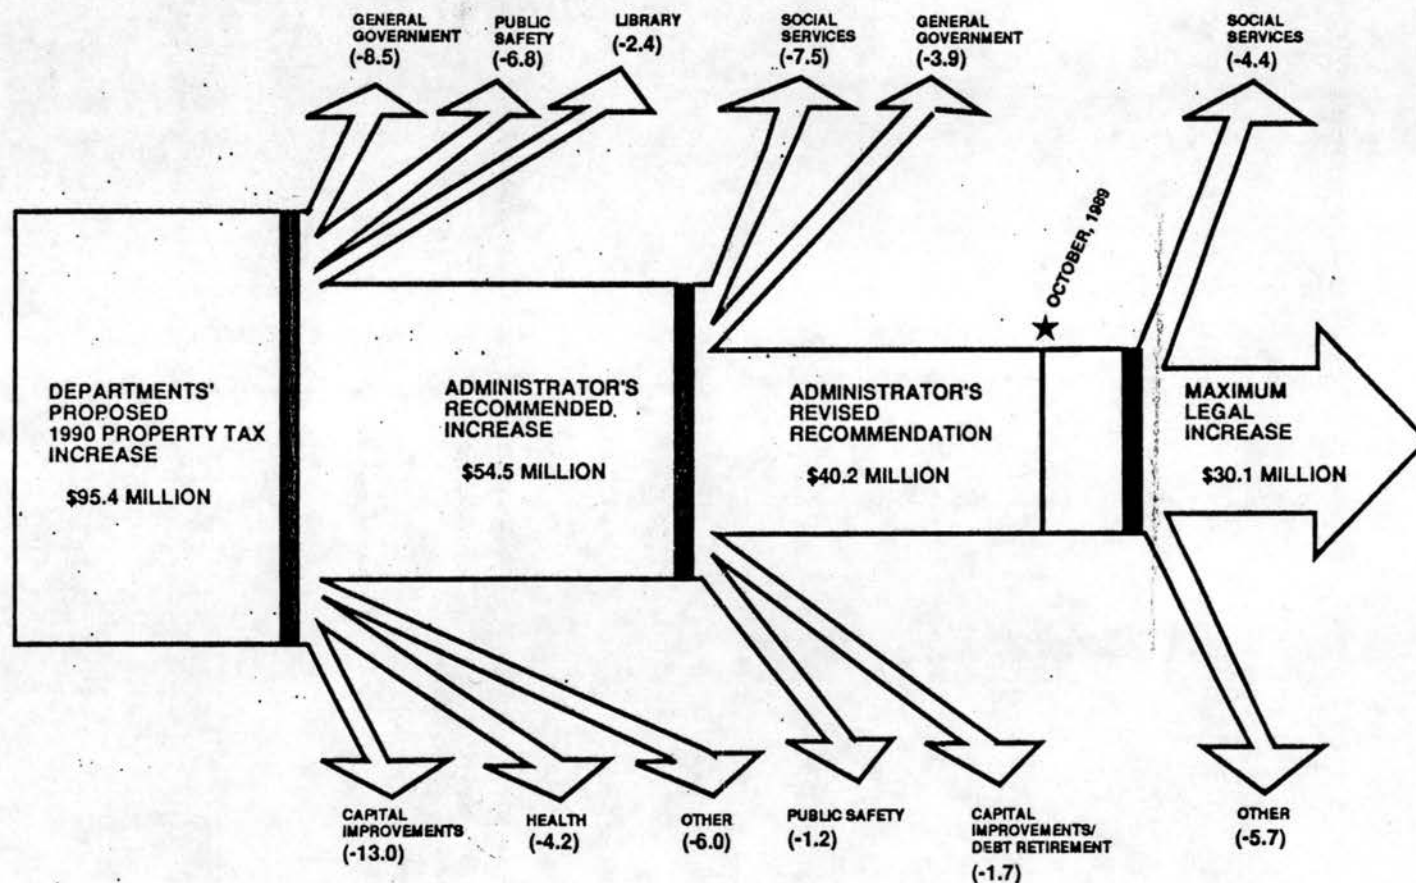 GENERAL
GOVERNMENT
(-8.5)
PUBLIC
SAFETY
(-6.8)
LIBRARY
(-2.4)
SOCIAL
SERVICES
(-7.5)
GENERAL
GOVERNMENT
(-3.9)
SOCIAL
SERVICES
(-4.4)
★ OCTOBER, 1989
DEPARTMENTS'
PROPOSED
1990 PROPERTY TAX
INCREASE
$95.4 MILLION
ADMINISTRATOR'S
RECOMMENDED.
INCREASE
$54.5 MILLION
ADMINISTRATOR'S
REVISED
RECOMMENDATION
$40.2 MILLION
MAXIMUM
LEGAL
INCREASE
$30.1 MILLION
CAPITAL
IMPROVEMENTS
(-13.0)
HEALTH
(-4.2)
OTHER
(-6.0)
PUBLIC SAFETY
(-1.2)
CAPITAL
IMPROVEMENTS/
DEBT RETIREMENT
(-1.7)
OTHER
(-5.7)